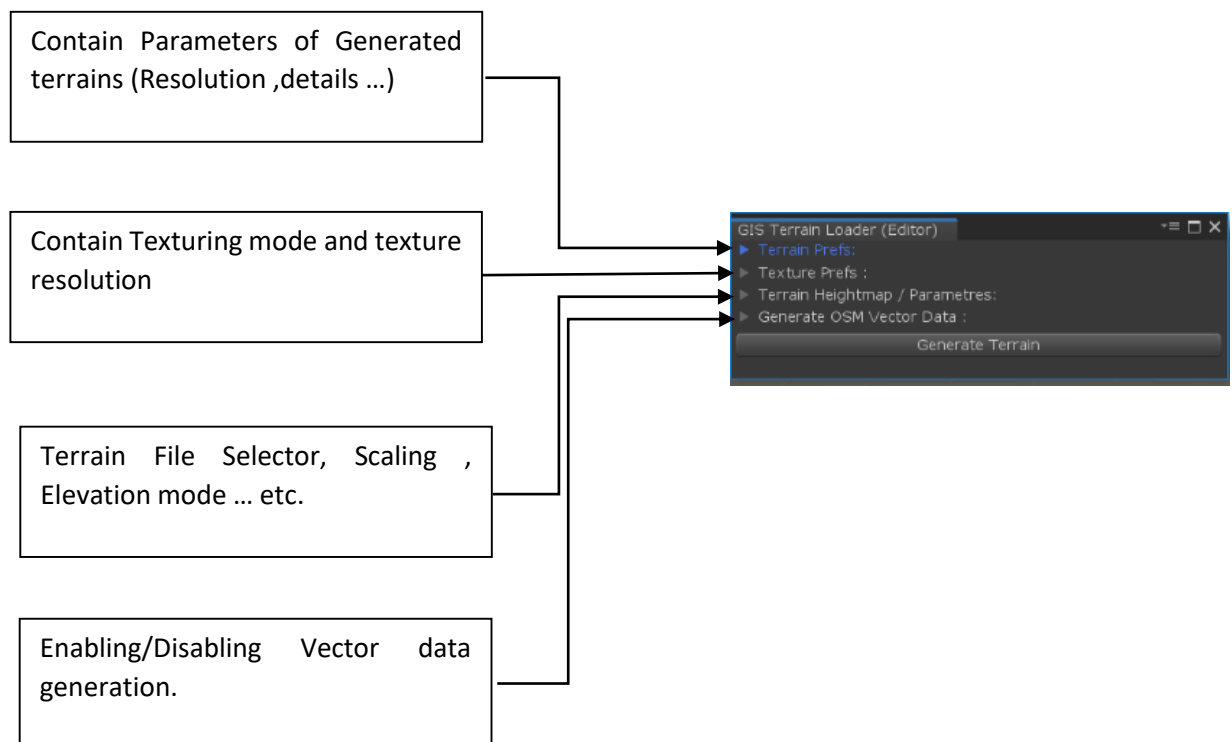 Contain Parameters of Generated
terrains (Resolution ,details …)
Contain Texturing mode and texture
resolution
Terrain File Selector, Scaling ,
Elevation mode … etc.
Enabling/Disabling Vector data
generation.
GIS Terrain Loader (Editor)
Terrain Prefs:
Texture Prefs :
Terrain Heightmap / Parametres:
Generate OSM Vector Data :
Generate Terrain